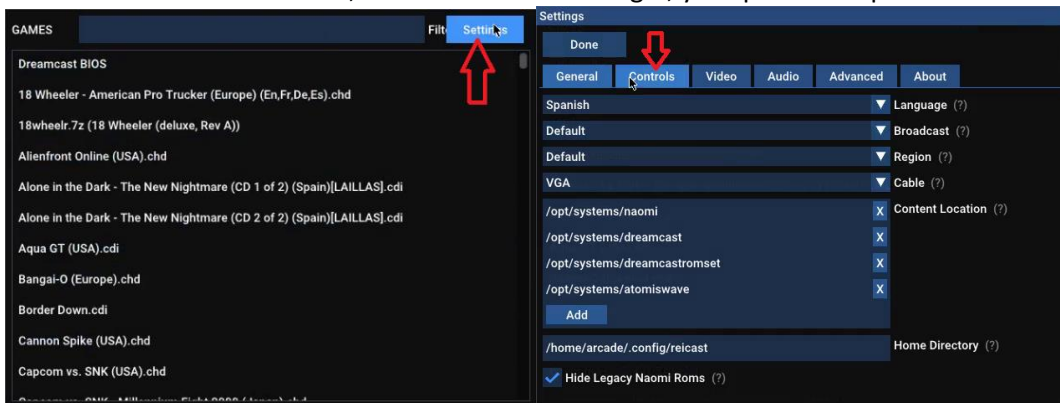 GAMES
Filt
Settings
Dreamcast BIOS
18 Wheeler - American Pro Trucker (Europe) (En,Fr,De,Es).chd
18wheelr.7z (18 Wheeler (deluxe, Rev A))
Alienfront Online (USA).chd
Alone in the Dark - The New Nightmare (CD 1 of 2) (Spain)[LAILLAS].cdi
Alone in the Dark - The New Nightmare (CD 2 of 2) (Spain)[LAILLAS].cdi
Aqua GT (USA).cdi
Bangai-O (Europe).chd
Border Down.cdi
Cannon Spike (USA).chd
Capcom vs. SNK (USA).chd
Settings
Done
General Controls Video Audio Advanced About
Spanish Language (?)
Default Broadcast (?)
Default Region (?)
VGA Cable (?)
/opt/systems/naomi X Content Location (?)
/opt/systems/dreamcast X
/opt/systems/dreamcastromset X
/opt/systems/atomiswave X
Add
/home/arcade/.config/reicast Home Directory (?)
Hide Legacy Naomi Roms (?)